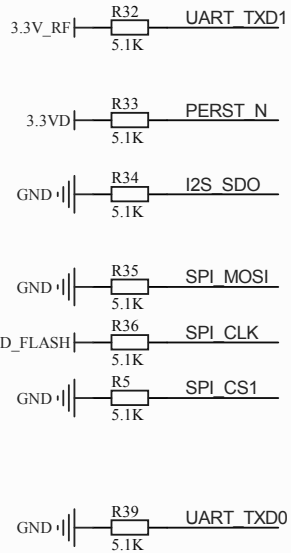 R32 UART_TXD1
3.3V_RF
5.1K
R33 PERST_N
3.3VD
5.1K
R34 I2S_SDO
GND
5.1K
R35 SPI_MOSI
GND
5.1K
R36 SPI_CLK
D_FLASH
5.1K
R5 SPI_CS1
GND
5.1K
R39 UART_TXD0
GND
5.1K